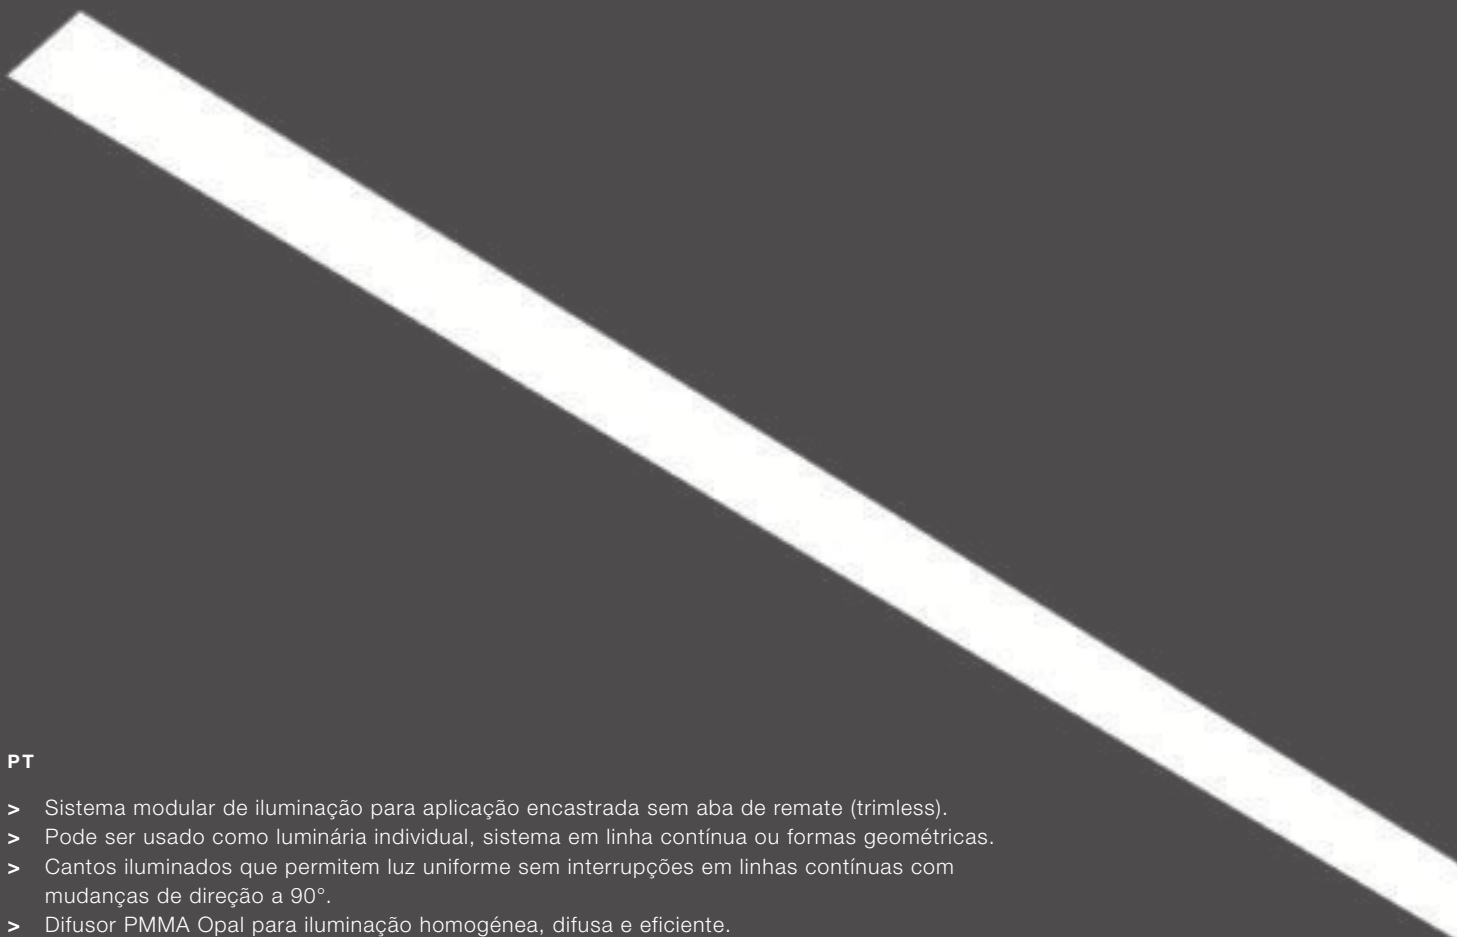 PT
> Sistema modular de iluminação para aplicação encastrada sem aba de remate (trimless).
> Pode ser usado como luminária individual, sistema em linha contínua ou formas geométricas.
> Cantos iluminados que permitem luz uniforme sem interrupções em linhas contínuas com
mudanças de direção a 90°.
> Difusor PMMA Opal para iluminação homogénea, difusa e eficiente.